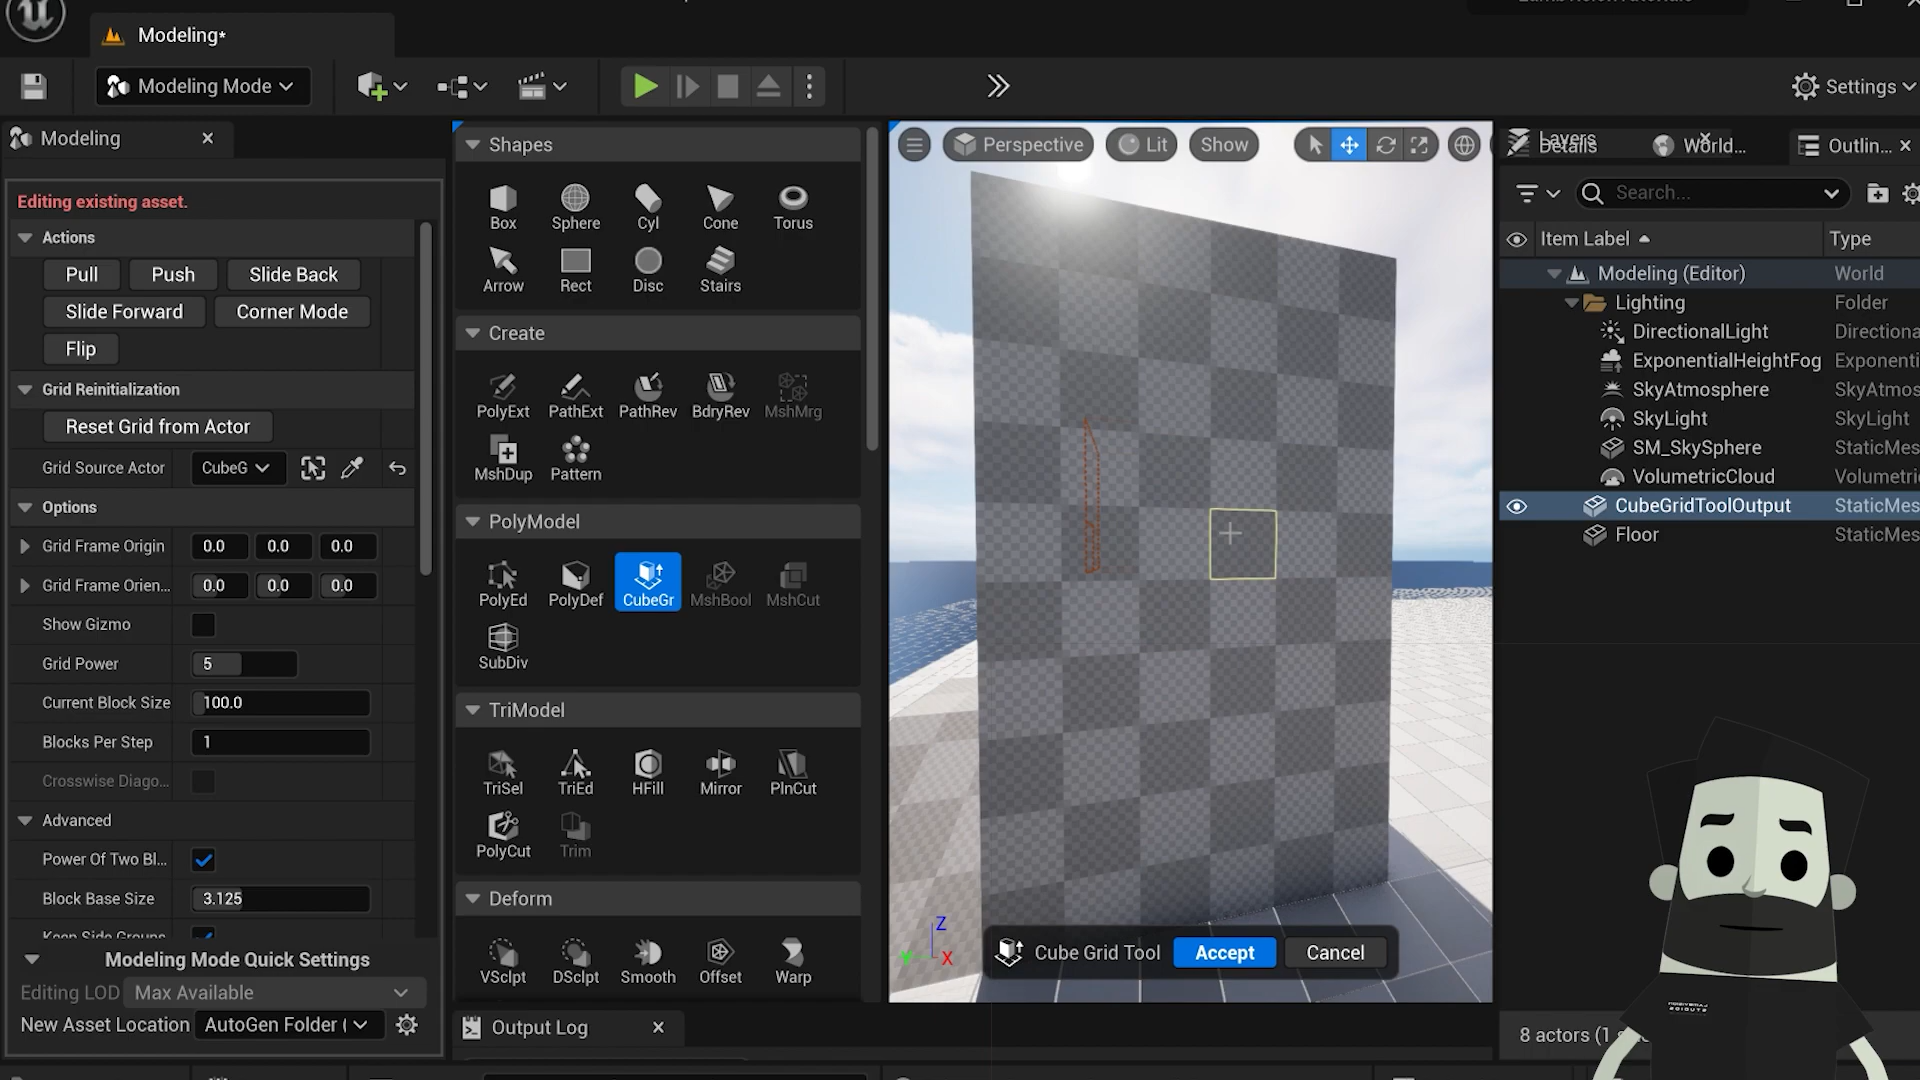 Modeling*
Modeling Mode
Settings
Modeling
Editing existing asset.
Actions
Pull
Push
Slide Back
Slide Forward
Corner Mode
Flip
Grid Reinitialization
Reset Grid from Actor
Grid Source Actor
CubeG
Options
Grid Frame Origin
0.0
0.0
0.0
Grid Frame Orien...
0.0
0.0
0.0
Show Gizmo
Grid Power
5
Current Block Size
100.0
Blocks Per Step
1
Crosswise Diago...
Advanced
Power Of Two Bl...
Block Base Size
3.125
Keep Side Groups
Modeling Mode Quick Settings
Editing LOD
Max Available
New Asset Location
AutoGen Folder (
Shapes
Box
Sphere
Cyl
Cone
Torus
Arrow
Rect
Disc
Stairs
Create
PolyExt
PathExt
PathRev
BdryRev
MshMrg
MshDup
Pattern
PolyModel
PolyEd
PolyDef
CubeGr
MshBool
MshCut
SubDiv
TriModel
TriSel
TriEd
HFill
Mirror
PlnCut
PolyCut
Trim
Deform
VSclpt
DSclpt
Smooth
Offset
Warp
Output Log
Perspective
Lit
Show
Z
Y
X
Cube Grid Tool
Accept
Cancel
Layers
Details
World...
Outlin...
Search...
Item Label
Type
Modeling (Editor)
World
Lighting
Folder
DirectionalLight
Directiona
ExponentialHeightFog
Exponenti
SkyAtmosphere
SkyAtmos
SkyLight
SkyLight
SM_SkySphere
StaticMes
VolumetricCloud
Volumetri
CubeGridToolOutput
StaticMes
Floor
StaticMes
8 actors (1 s